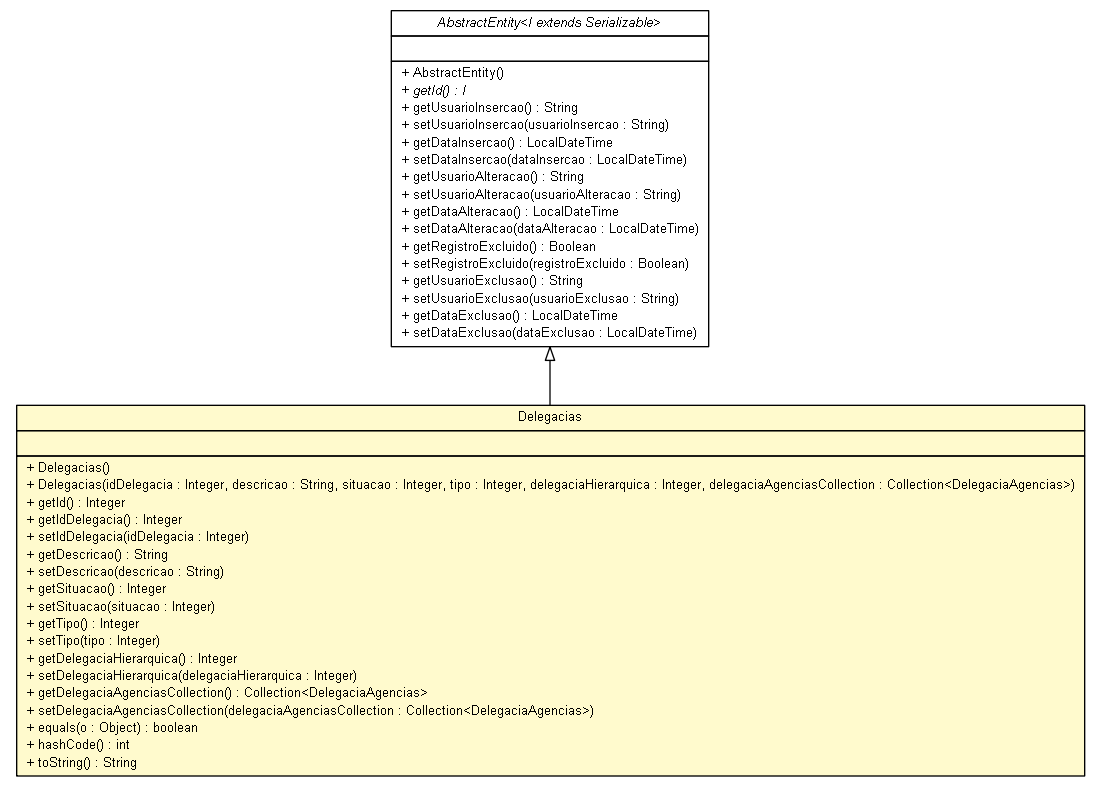 AbstractEntity<I extends Serializable>
+ AbstractEntity()
+ getId() : I
+ getUsuarioInsercao() : String
+ setUsuarioInsercao(usuarioInsercao : String)
+ getDataInsercao() : LocalDateTime
+ setDataInsercao(dataInsercao : LocalDateTime)
+ getUsuarioAlteracao() : String
+ setUsuarioAlteracao(usuarioAlteracao : String)
+ getDataAlteracao() : LocalDateTime
+ setDataAlteracao(dataAlteracao : LocalDateTime)
+ getRegistroExcluido() : Boolean
+ setRegistroExcluido(registroExcluido : Boolean)
+ getUsuarioExclusao() : String
+ setUsuarioExclusao(usuarioExclusao : String)
+ getDataExclusao() : LocalDateTime
+ setDataExclusao(dataExclusao : LocalDateTime)
Delegacias
+ Delegacias()
+ Delegacias(idDelegacia : Integer, descricao : String, situacao : Integer, tipo : Integer, delegaciaHierarquica : Integer, delegaciaAgenciasCollection : Collection<DelegaciaAgencias>)
+ getId() : Integer
+ getIdDelegacia() : Integer
+ setIdDelegacia(idDelegacia : Integer)
+ getDescricao() : String
+ setDescricao(descricao : String)
+ getSituacao() : Integer
+ setSituacao(situacao : Integer)
+ getTipo() : Integer
+ setTipo(tipo : Integer)
+ getDelegaciaHierarquica() : Integer
+ setDelegaciaHierarquica(delegaciaHierarquica : Integer)
+ getDelegaciaAgenciasCollection() : Collection<DelegaciaAgencias>
+ setDelegaciaAgenciasCollection(delegaciaAgenciasCollection : Collection<DelegaciaAgencias>)
+ equals(o : Object) : boolean
+ hashCode() : int
+ toString() : String